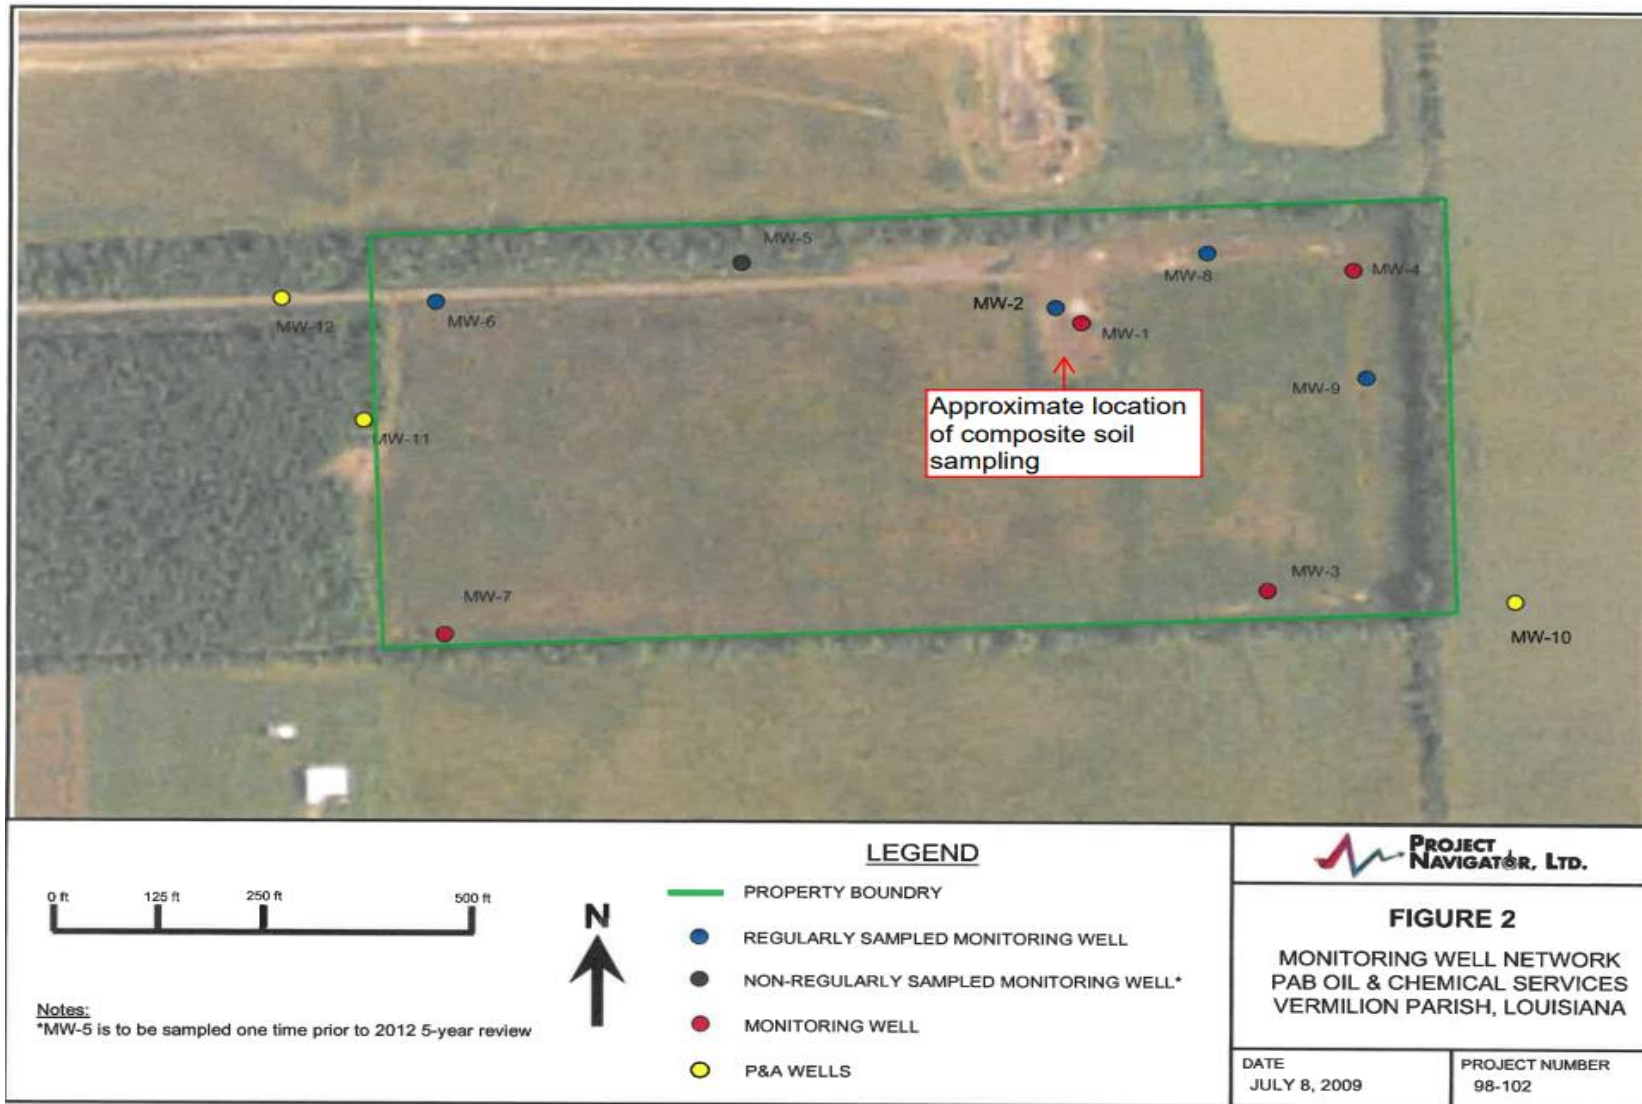 MW-5
MW-8
MW-4
MW-12
MW-6
MW-2
MW-1
MW-9
Approximate location
of composite soil
sampling
MW-11
MW-7
MW-3
MW-10
LEGEND
0 ft 125 ft 250 ft 500 ft
N
PROPERTY BOUNDRY
REGULARLY SAMPLED MONITORING WELL
NON-REGULARLY SAMPLED MONITORING WELL*
MONITORING WELL
P&A WELLS
Notes:
*MW-5 is to be sampled one time prior to 2012 5-year review
PROJECT
NAVIGATOR, LTD.
FIGURE 2
MONITORING WELL NETWORK
PAB OIL & CHEMICAL SERVICES
VERMILION PARISH, LOUISIANA
DATE
JULY 8, 2009
PROJECT NUMBER
98-102